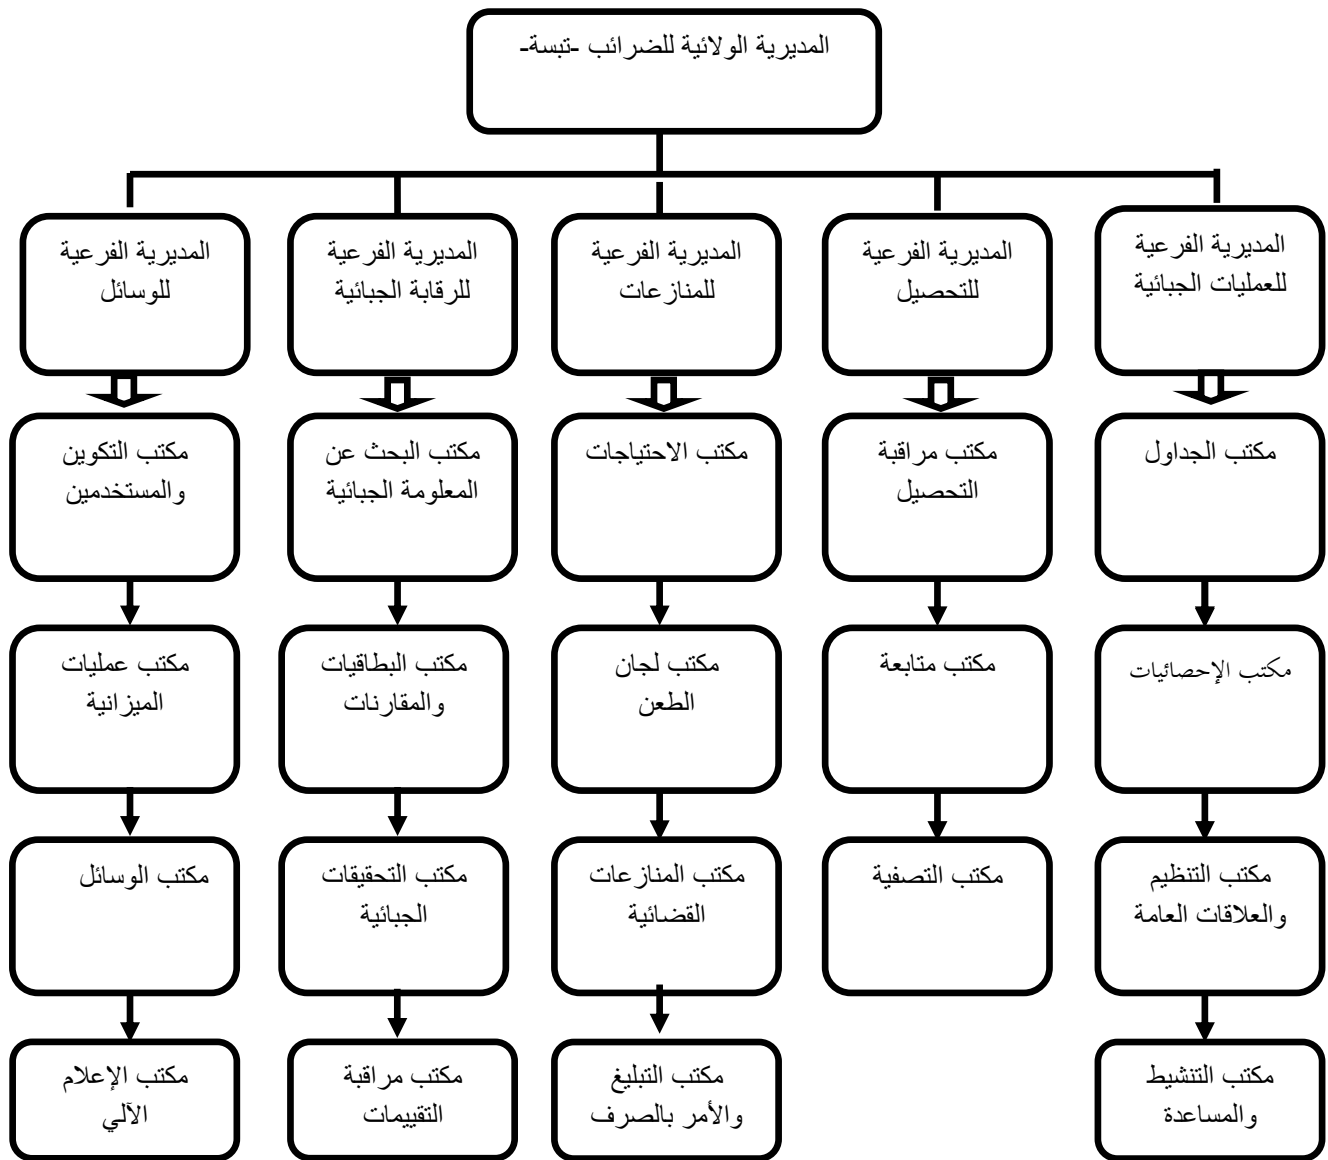 المديرية الولائية للضرائب -تبسة-
المديرية الفرعية
للعمليات الجبائية
المديرية الفرعية
للتحصيل
المديرية الفرعية
للمنازعات
المديرية الفرعية
للرقابة الجبائية
المديرية الفرعية
للوسائل
مكتب الجداول
مكتب مراقبة
التحصيل
مكتب الاحتياجات
مكتب البحث عن
المعلومة الجبائية
مكتب التكوين
والمستخدمين
مكتب الإحصائيات
مكتب متابعة
مكتب لجان
الطعن
مكتب البطاقيات
والمقارنات
مكتب عمليات
الميزانية
مكتب التنظيم
والعلاقات العامة
مكتب التصفية
مكتب المنازعات
القضائية
مكتب التحقيقات
الجبائية
مكتب الوسائل
مكتب التنشيط
والمساعدة
مكتب التبليغ
والأمر بالصرف
مكتب مراقبة
التقييمات
مكتب الإعلام
الآلي